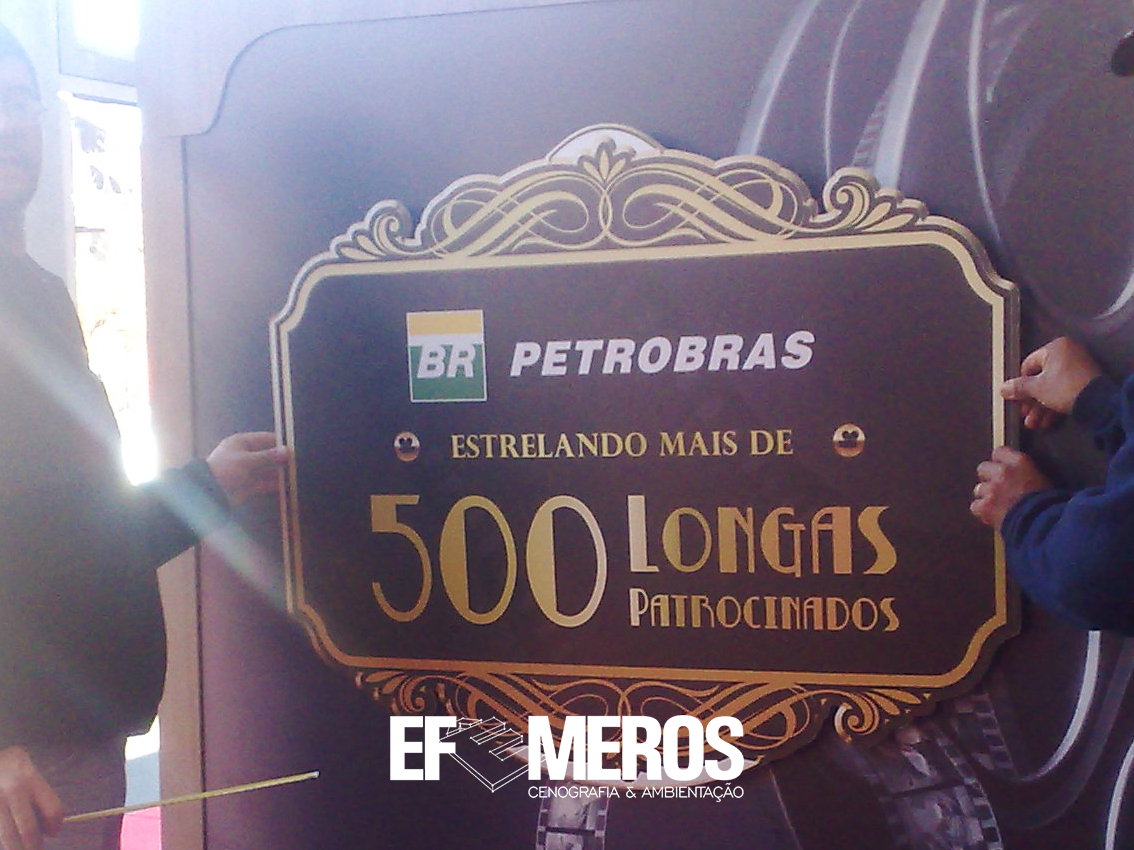 BR PETROBRAS
ESTRELANDO MAIS DE
500 LONGAS
PATROCINADOS
EFEMEROS
CENOGRAFIA & AMBIENTAÇÃO